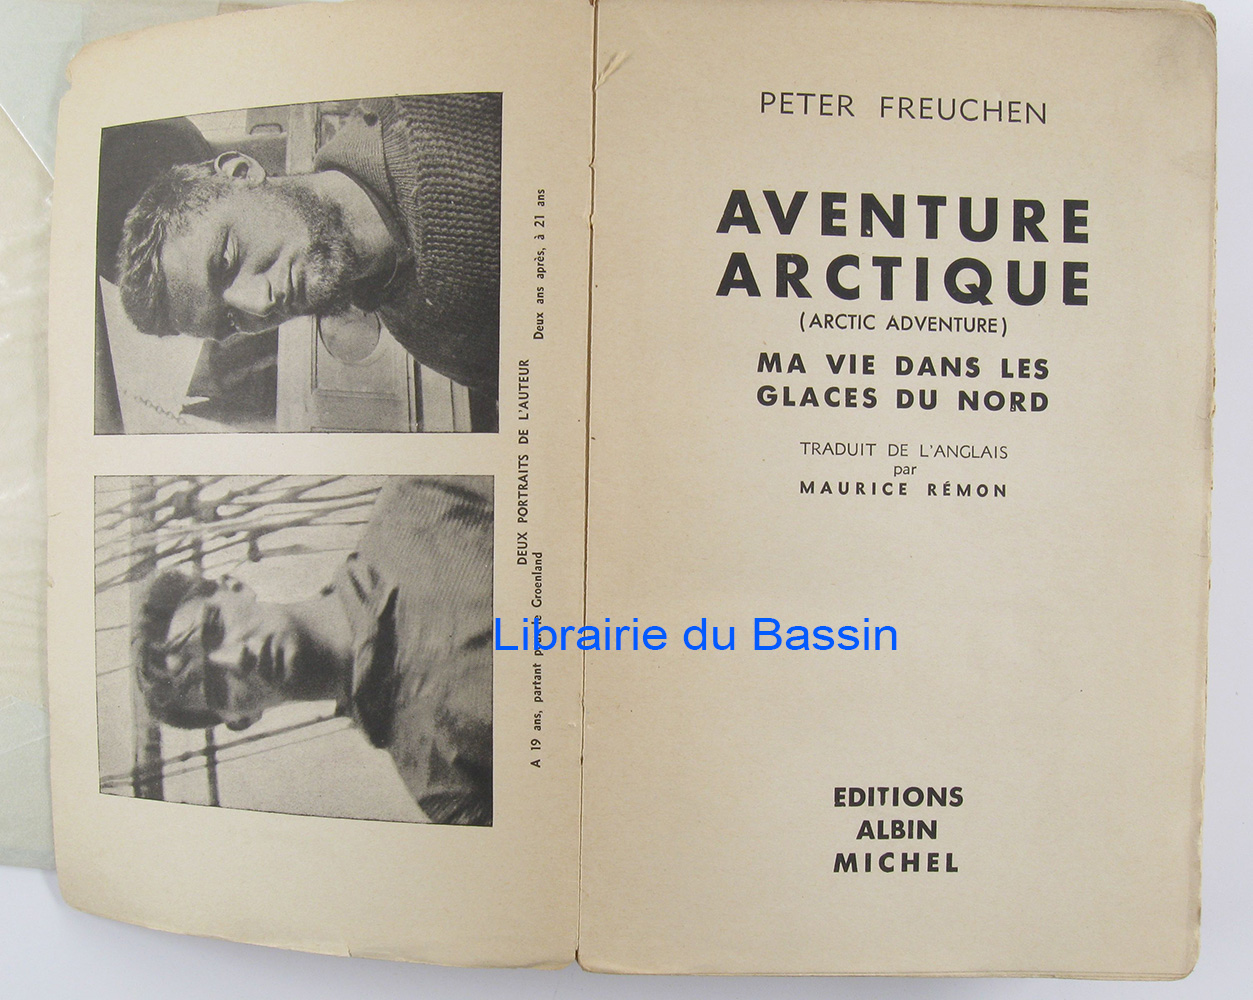 DEUX PORTRAITS DE L'AUTEUR
A 19 ans, partant le Groenland
Deux ans après, à 21 ans
PETER FREUCHEN
AVENTURE
ARCTIQUE
(ARCTIC ADVENTURE)
MA VIE DANS LES
GLACES DU NORD
TRADUIT DE L'ANGLAIS
par
MAURICE RÉMON
Librairie du Bassin
EDITIONS
ALBIN
MICHEL